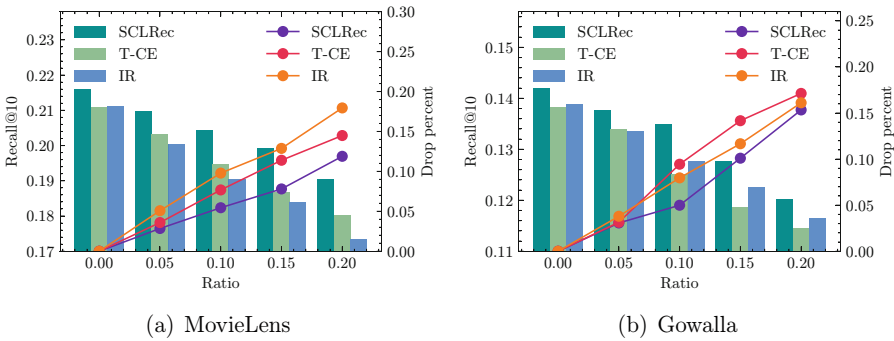 SCLRec
T-CE
IR
SCLRec
T-CE
IR
0.23
0.22
0.21
0.20
0.19
0.18
0.17
Recall@10
0.30
0.25
0.20
0.15
0.10
0.05
0.00
Drop percent
0.00 0.05 0.10 0.15 0.20
Ratio
(a) MovieLens
SCLRec
T-CE
IR
SCLRec
T-CE
IR
0.15
0.14
0.13
0.12
0.11
Recall@10
0.25
0.20
0.15
0.10
0.05
0.00
Drop percent
0.00 0.05 0.10 0.15 0.20
Ratio
(b) Gowalla